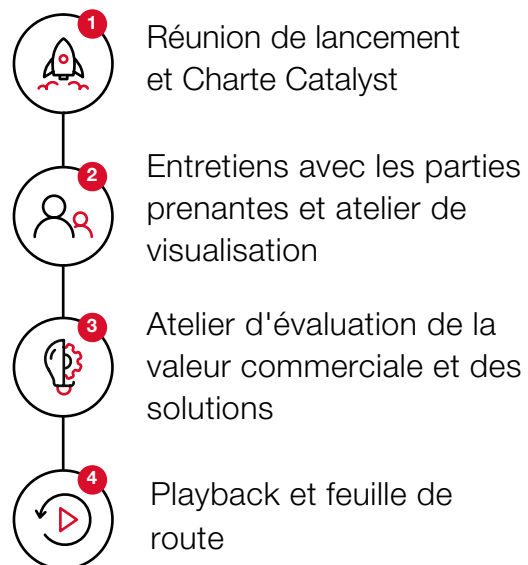 1
Réunion de lancement
et Charte Catalyst
2
Entretiens avec les parties
prenantes et atelier de
visualisation
3
Atelier d'évaluation de la
valeur commerciale et des
solutions
4
Playback et feuille de
route